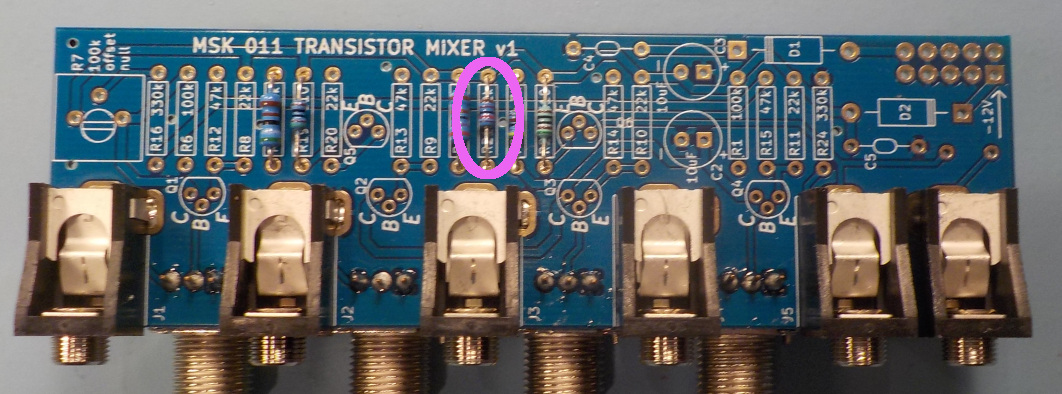 MSK 011 TRANSISTOR MIXER v1
R7
100k
offset
null
R16 330k
R6 100k
R12 47k
R8 22k
R20 22k
Q5
E
B
C
R13 47k
R9 22k
B
C
R14 47k
R10 22k
C4
C3
+
10uF
10uF
C2 +
D1
R1 100k
R15 47k
R11 22k
R24 330k
D2
-12V
C5
Q1
C
B
E
Q2
C
B
E
Q3
C
B
E
Q4
C
B
E
J1
J2
J3
J5